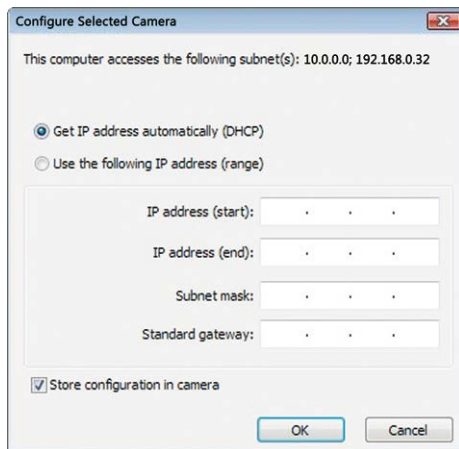 Configure Selected Camera
This computer accesses the following subnet(s): 10.0.0.0; 192.168.0.32
Get IP address automatically (DHCP)
Use the following IP address (range)
IP address (start): . . .
IP address (end): . . .
Subnet mask: . . .
Standard gateway: . . .
Store configuration in camera
OK Cancel